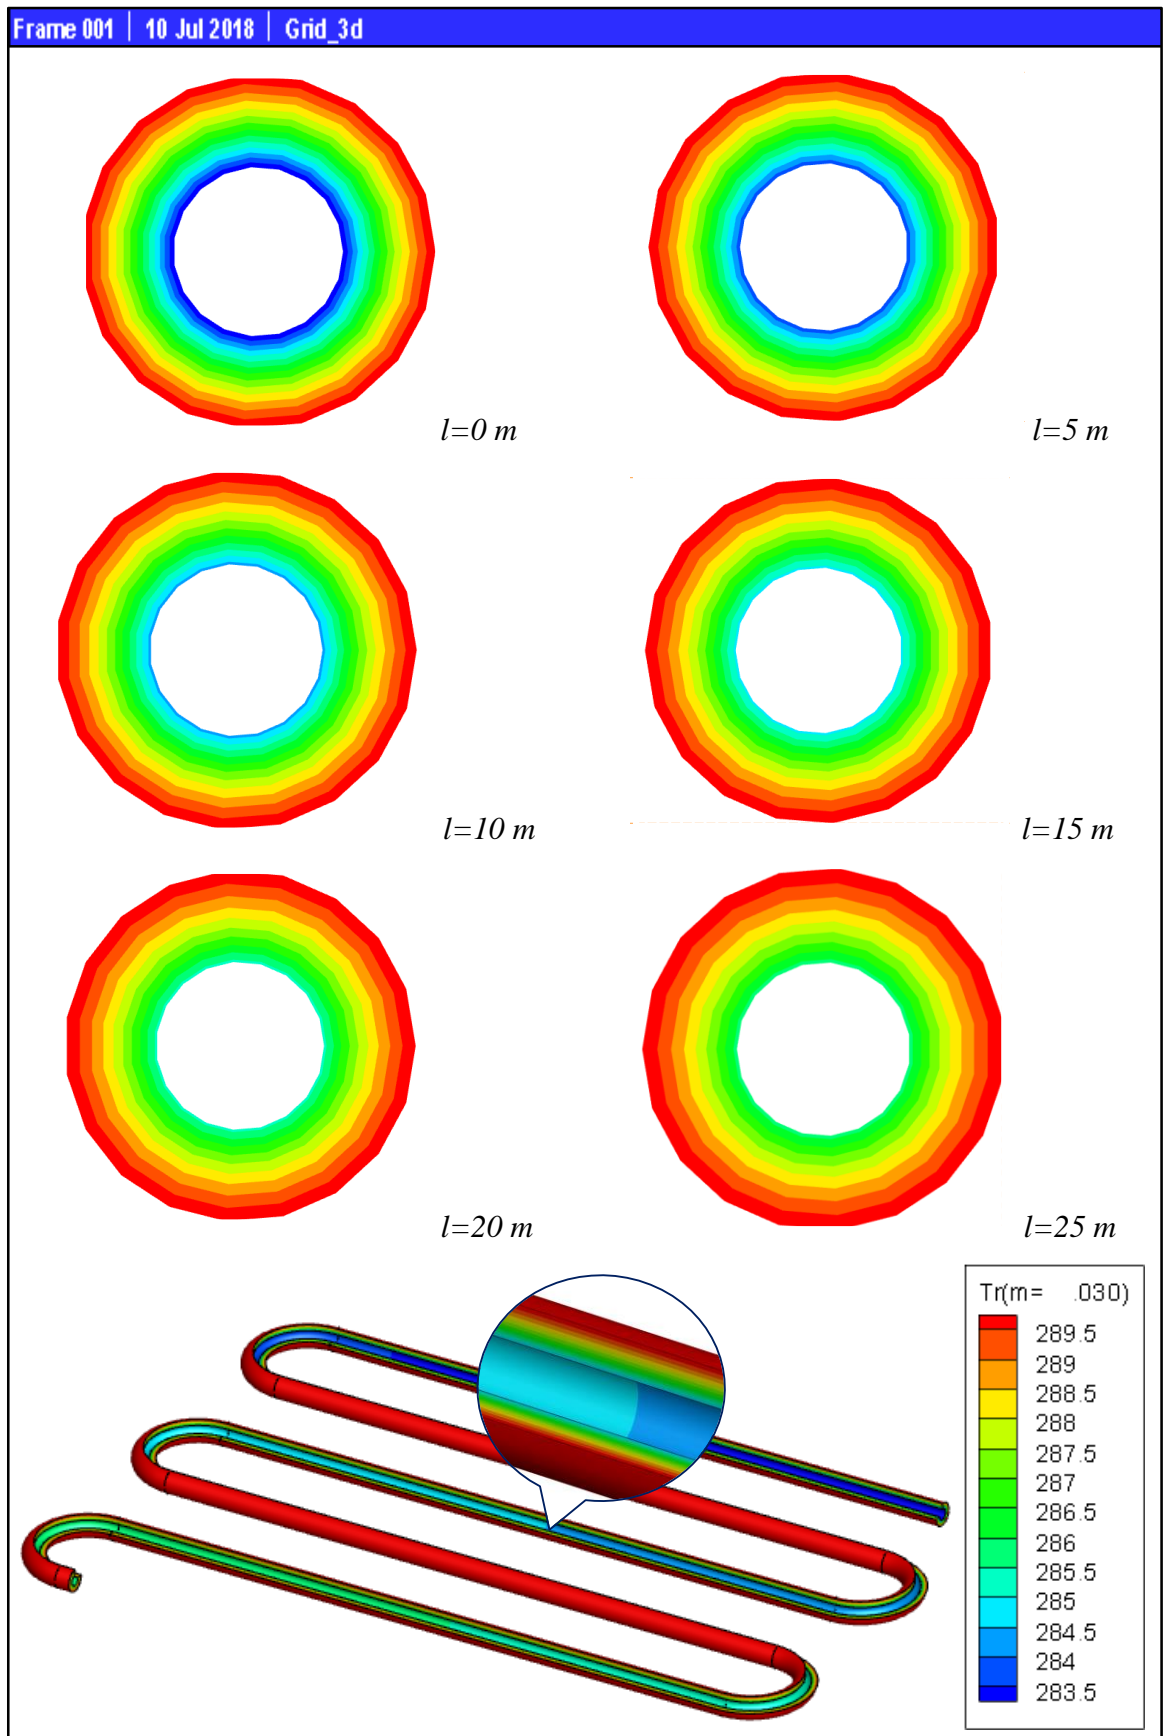 Frame 001 | 10 Jul 2018 | Grid_3d
l=0 m
l=5 m
l=10 m
l=15 m
l=20 m
l=25 m
Tr(m= .030)
289.5
289
288.5
288
287.5
287
286.5
286
285.5
285
284.5
284
283.5